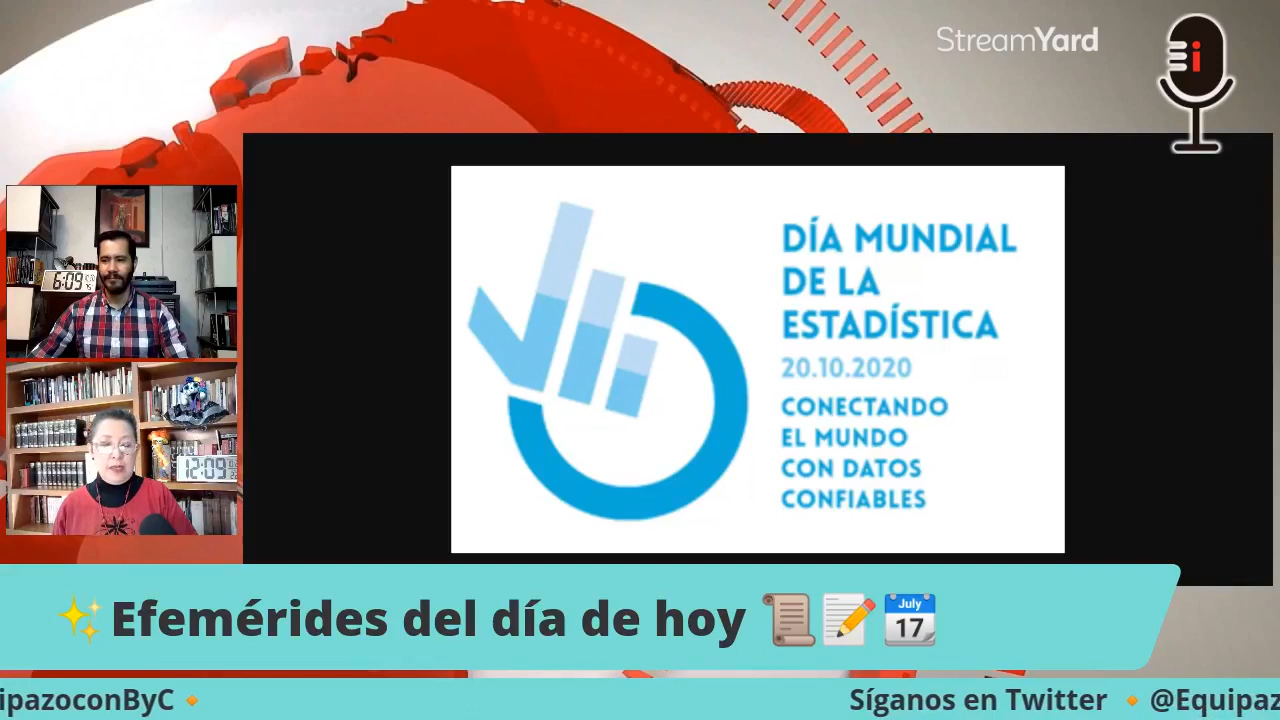 StreamYard
i
6:09
12:09
DÍA MUNDIAL
DE LA
ESTADÍSTICA
20.10.2020
CONECTANDO
EL MUNDO
CON DATOS
CONFIABLES
✨Efemérides del día de hoy 📜📝📅
July
17
ipazoconByC🔸
Síganos en Twitter 🔸 @Equipaz